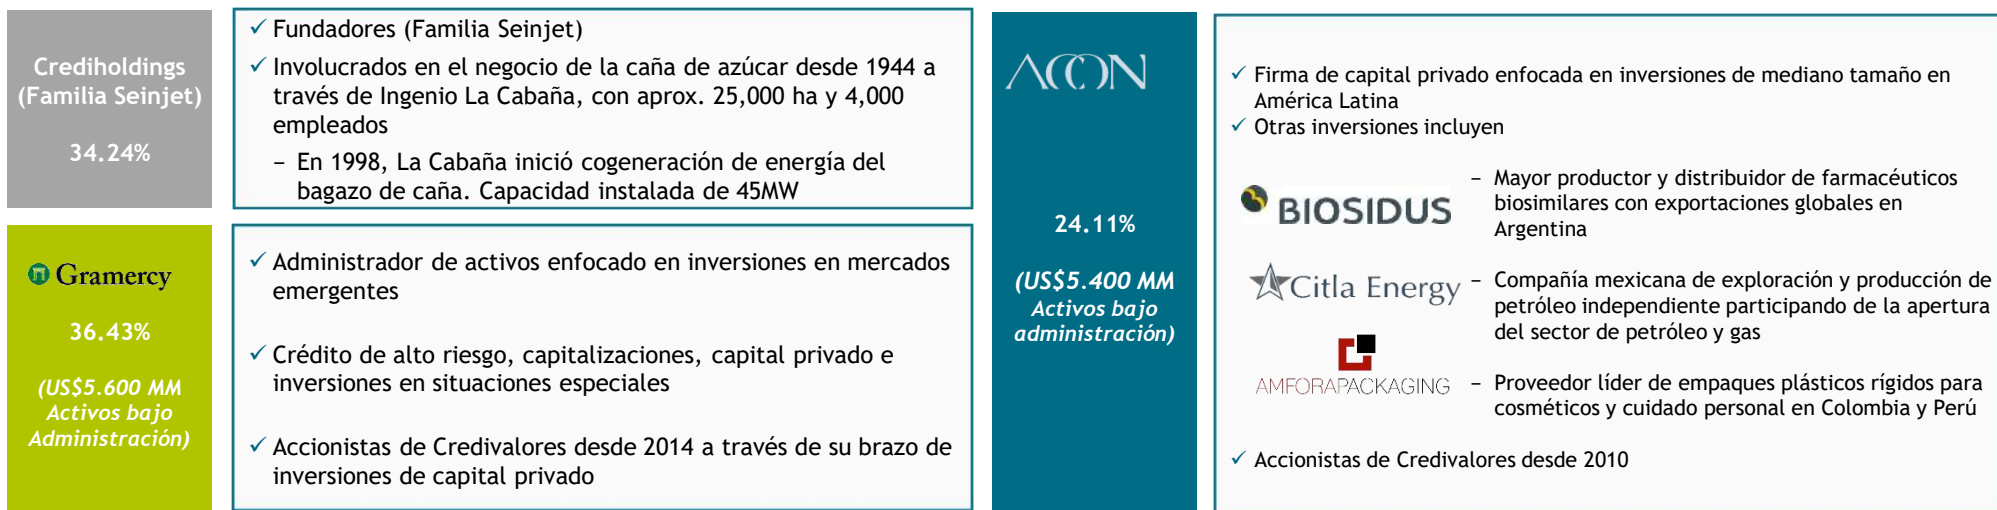 Crediholdings
(Familia Seinjet)
34.24%
✓ Fundadores (Familia Seinjet)
✓ Involucrados en el negocio de la caña de azúcar desde 1944 a
través de Ingenio La Cabaña, con aprox. 25,000 ha y 4,000
empleados
– En 1998, La Cabaña inició cogeneración de energía del
bagazo de caña. Capacidad instalada de 45MW
Gramercy
36.43%
(US$5.600 MM
Activos bajo
Administración)
✓ Administrador de activos enfocado en inversiones en mercados
emergentes
✓ Crédito de alto riesgo, capitalizaciones, capital privado e
inversiones en situaciones especiales
✓ Accionistas de Credivalores desde 2014 a través de su brazo de
inversiones de capital privado
ACON
24.11%
(US$5.400 MM
Activos bajo
administración)
✓ Firma de capital privado enfocada en inversiones de mediano tamaño en
América Latina
✓ Otras inversiones incluyen
BIOSIDUS
– Mayor productor y distribuidor de farmacéuticos
biosimilares con exportaciones globales en
Argentina
Citla Energy
– Compañía mexicana de exploración y producción de
petróleo independiente participando de la apertura
del sector de petróleo y gas
AMFORAPACKAGING
– Proveedor líder de empaques plásticos rígidos para
cosméticos y cuidado personal en Colombia y Perú
✓ Accionistas de Credivalores desde 2010